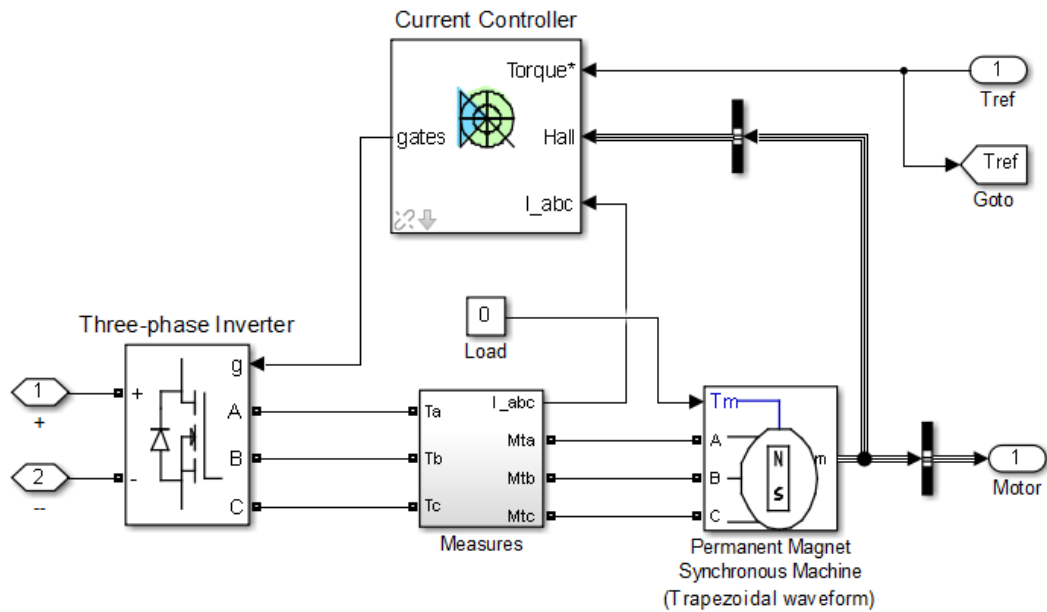 Current Controller
Torque*
1
Tref
gates
Hall
Tref
Goto
I_abc
0
Load
Three-phase Inverter
g
1
+
+
A
B
C
2
--
-
I_abc
Ta
Tb
Tc
Mta
Mtb
Mtc
Measures
Tm
A
B
C
N
S
m
1
Motor
Permanent Magnet
Synchronous Machine
(Trapezoidal waveform)